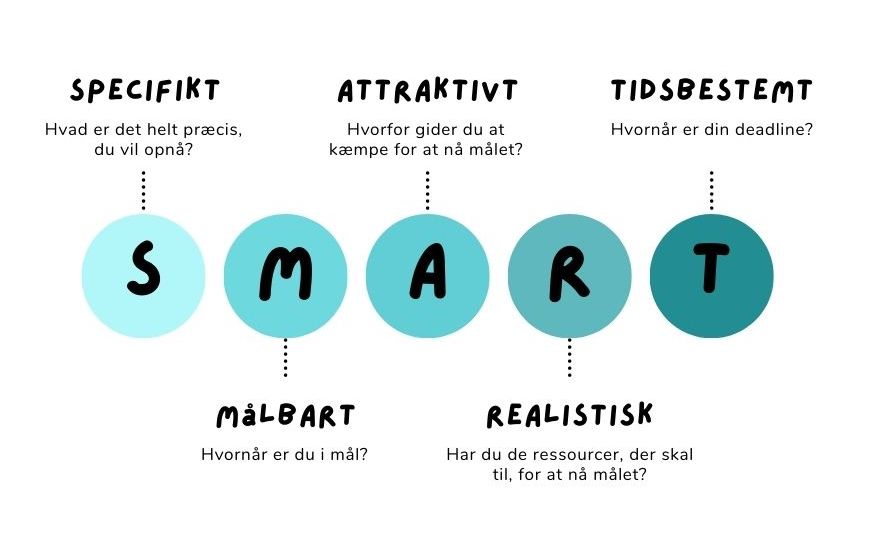 SPECIFIKT
Hvad er det helt præcis,
du vil opnå?
ATTRAKTIVT
Hvorfor gider du at
kæmpe for at nå målet?
TIDSBESTEMT
Hvornår er din deadline?
S M A R T
MåLBART
Hvornår er du i mål?
REALISTISK
Har du de ressourcer, der skal
til, for at nå målet?